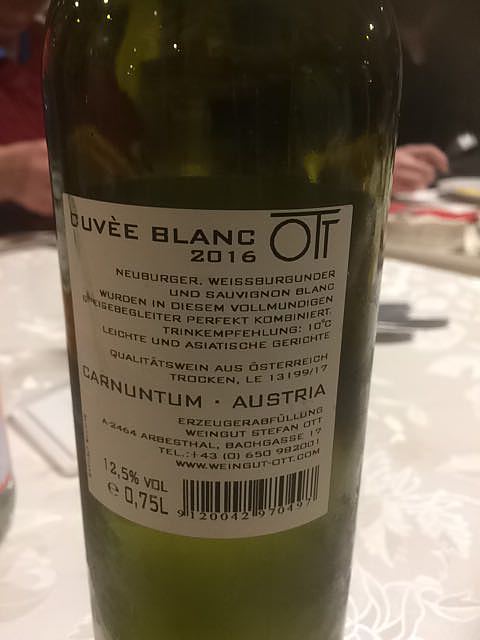 CUVÈE BLANC OTT
2016
NEUBURGER, WEISSBURGUNDER
UND SAUVIGNON BLANC
WURDEN IN DIESEM VOLLMUNDIGEN
SPEISEBEGLEITER PERFEKT KOMBINIERT.
TRINKEMPFEHLUNG: 10°C
LEICHTE UND ASIATISCHE GERICHTE
QUALITÄTSWEIN AUS ÖSTERREICH
TROCKEN, LE 13199/17
CARNUNTUM · AUSTRIA
ERZEUGERABFÜLLUNG
WEINGUT STEFAN OTT
A-2464 ARBESTHAL, BACHGASSE 17
TEL.:+43 (0) 650 982001
WWW.WEINGUT-OTT.COM
12,5% VOL
e 0,75L
9120042970497